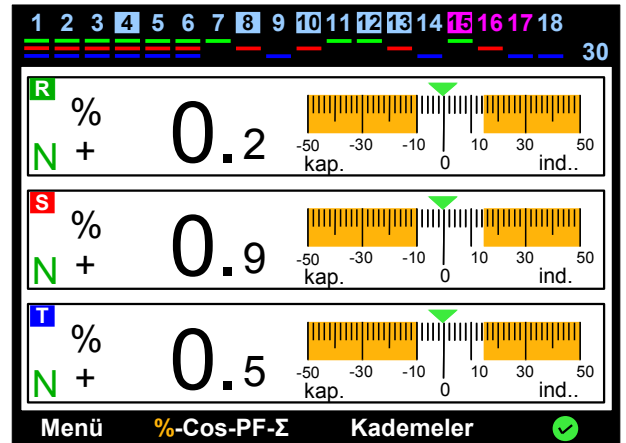 1 2 3 4 5 6 7 8 9 10 11 12 13 14 15 16 17 18
30
R
% 0.2
N +
-50 -30 -10 0 10 30 50
kap. ind..
S
% 0.9
N +
-50 -30 -10 0 10 30 50
kap. ind.
T
% 0.5
N +
-50 -30 -10 0 10 30 50
kap. ind..
Menü %-Cos-PF-Σ Kademeler